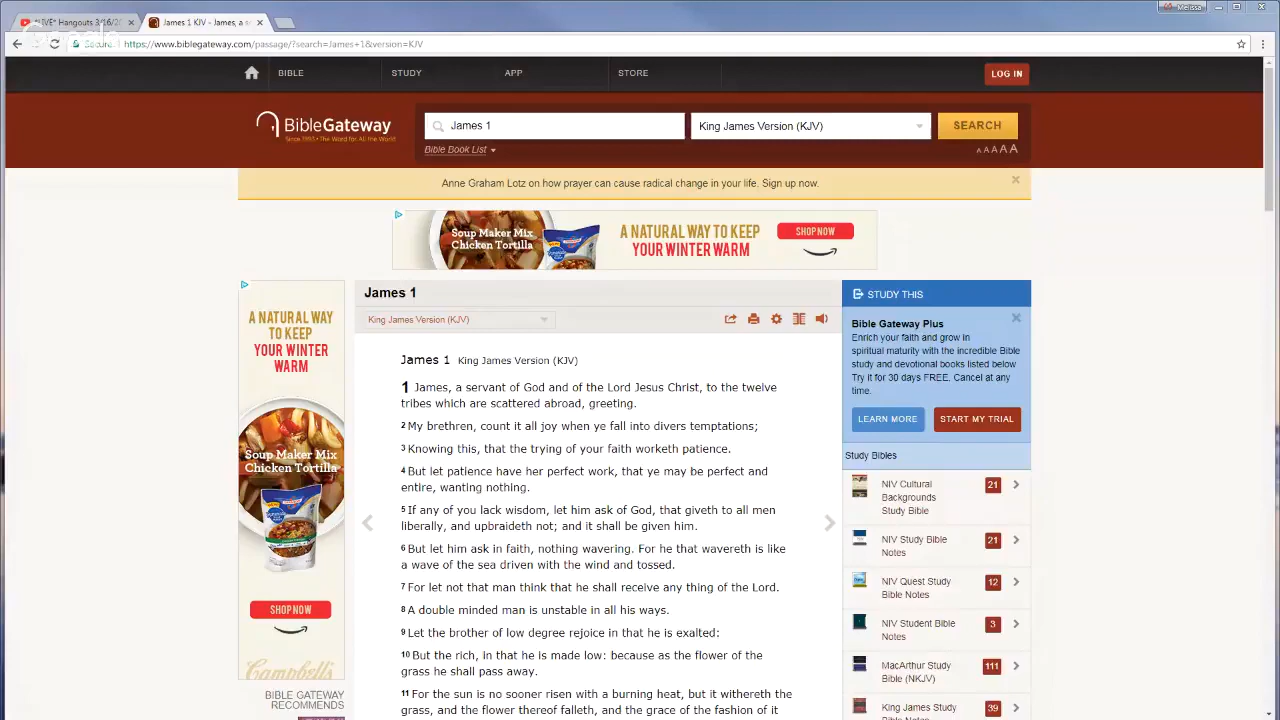 LIVE* Hangouts 3/16/20
James 1 KJV - James, a s
Melissa
Secure
https://www.biblegateway.com/passage/?search=James+1&version=KJV
BIBLE
STUDY
APP
STORE
LOG IN
BibleGateway
James 1
King James Version (KJV)
SEARCH
Bible Book List
A A A A A
Anne Graham Lotz on how prayer can cause radical change in your life. Sign up now.
Soup Maker Mix
Chicken Tortilla
A NATURAL WAY TO KEEP
YOUR WINTER WARM
SHOP NOW
A NATURAL WAY
TO KEEP
YOUR WINTER
WARM
Soup Maker Mix
Chicken Tortilla
SHOP NOW
Campbell's
BIBLE GATEWAY
RECOMMENDS
James 1
King James Version (KJV)
James 1 King James Version (KJV)
1 James, a servant of God and of the Lord Jesus Christ, to the twelve
tribes which are scattered abroad, greeting.
2 My brethren, count it all joy when ye fall into divers temptations;
3 Knowing this, that the trying of your faith worketh patience.
4 But let patience have her perfect work, that ye may be perfect and
entire, wanting nothing.
5 If any of you lack wisdom, let him ask of God, that giveth to all men
liberally, and upbraideth not; and it shall be given him.
6 But let him ask in faith, nothing wavering. For he that wavereth is like
a wave of the sea driven with the wind and tossed.
7 For let not that man think that he shall receive any thing of the Lord.
8 A double minded man is unstable in all his ways.
9 Let the brother of low degree rejoice in that he is exalted:
10 But the rich, in that he is made low: because as the flower of the
grass he shall pass away.
11 For the sun is no sooner risen with a burning heat, but it withereth the
grass, and the flower thereof falleth, and the grace of the fashion of it
STUDY THIS
Bible Gateway Plus
Enrich your faith and grow in
spiritual maturity with the incredible Bible
study and devotional books listed below
Try it for 30 days FREE. Cancel at any
time.
LEARN MORE
START MY TRIAL
Study Bibles
NIV Cultural
Backgrounds
Study Bible
21
NIV Study Bible
Notes
21
NIV Quest Study
Bible Notes
12
NIV Student Bible
Notes
3
MacArthur Study
Bible (NKJV)
111
King James Study
Bible Notes
39